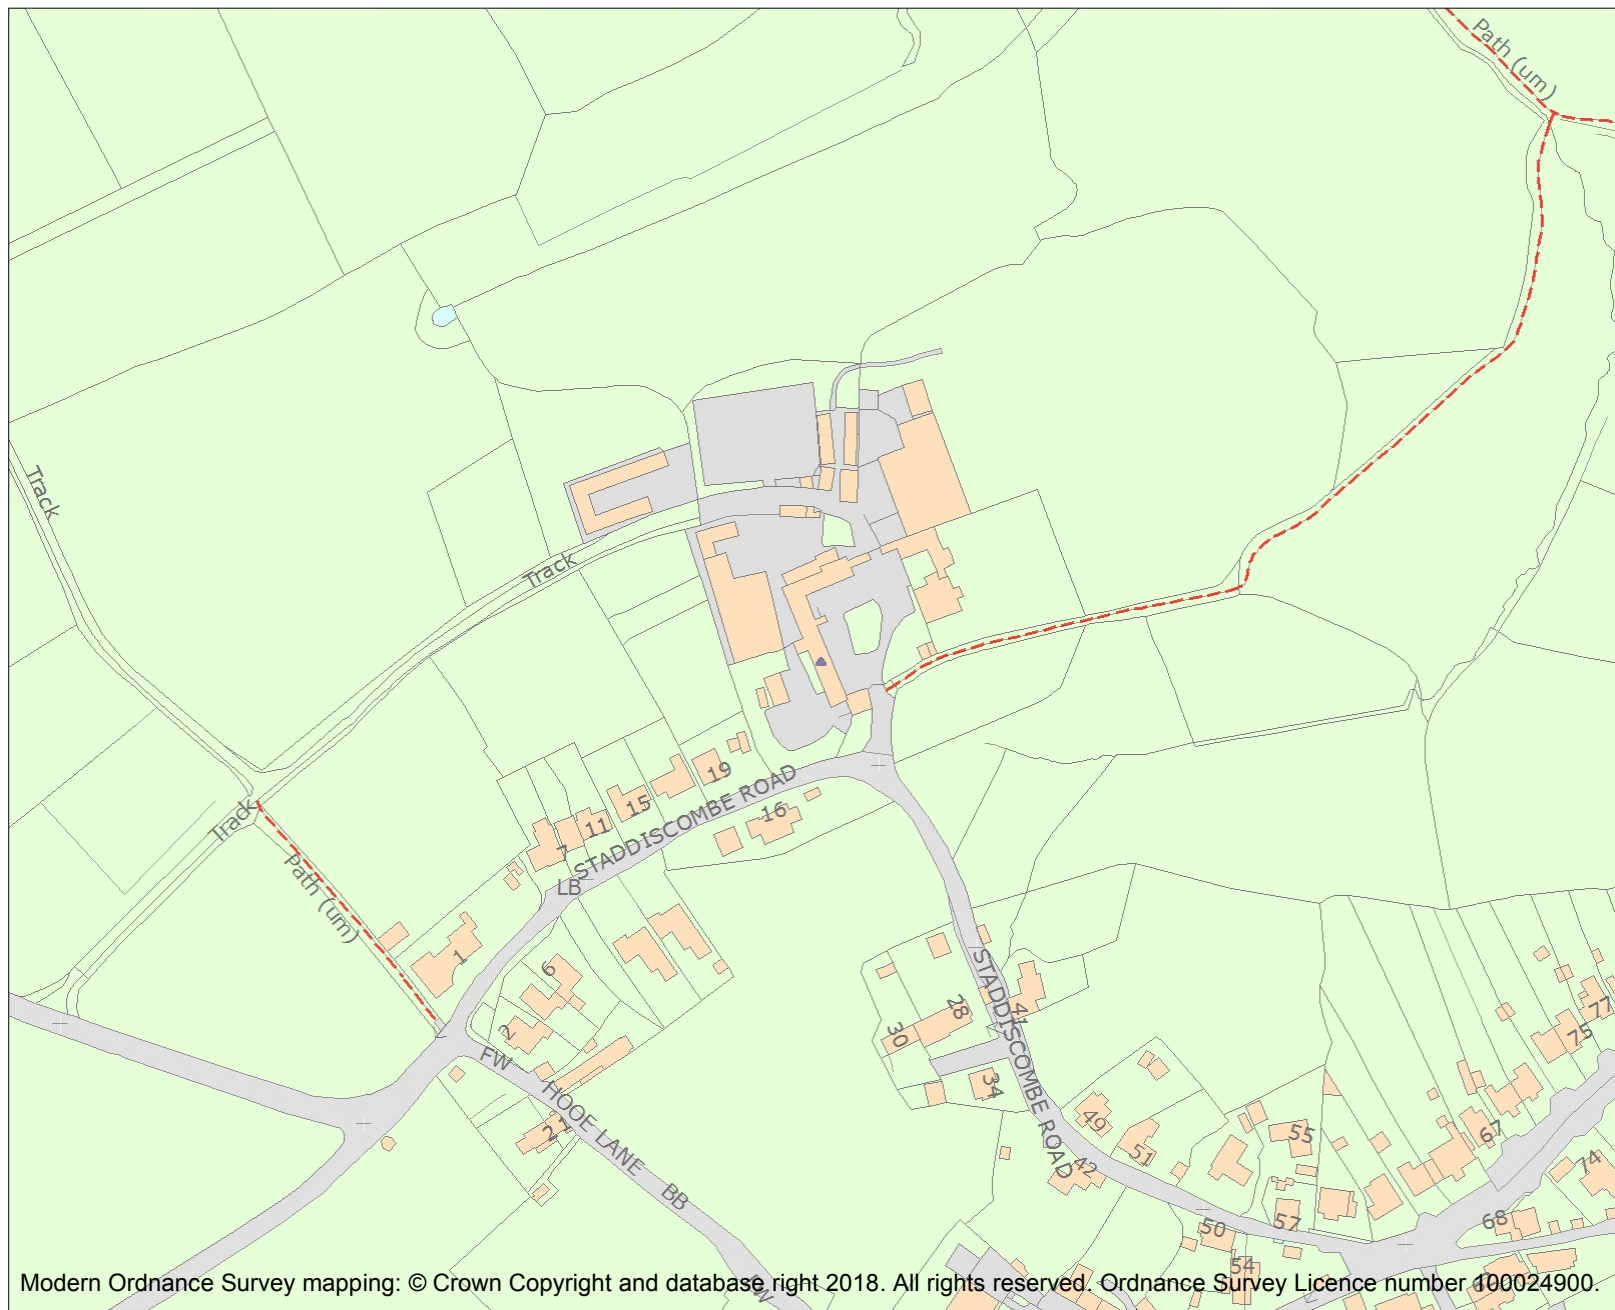 Path (um)
Track
Track
Track
Path (um)
19
15
11
7
16
STADDISCOMBE ROAD
LB
1
6
2
FW
HOOE LANE
21
BB
STADDISCOMBE ROAD
28
30
41
34
49
51
42
55
57
50
54
67
75
77
74
68
Modern Ordnance Survey mapping: © Crown Copyright and database right 2018. All rights reserved. Ordnance Survey Licence number 100024900.